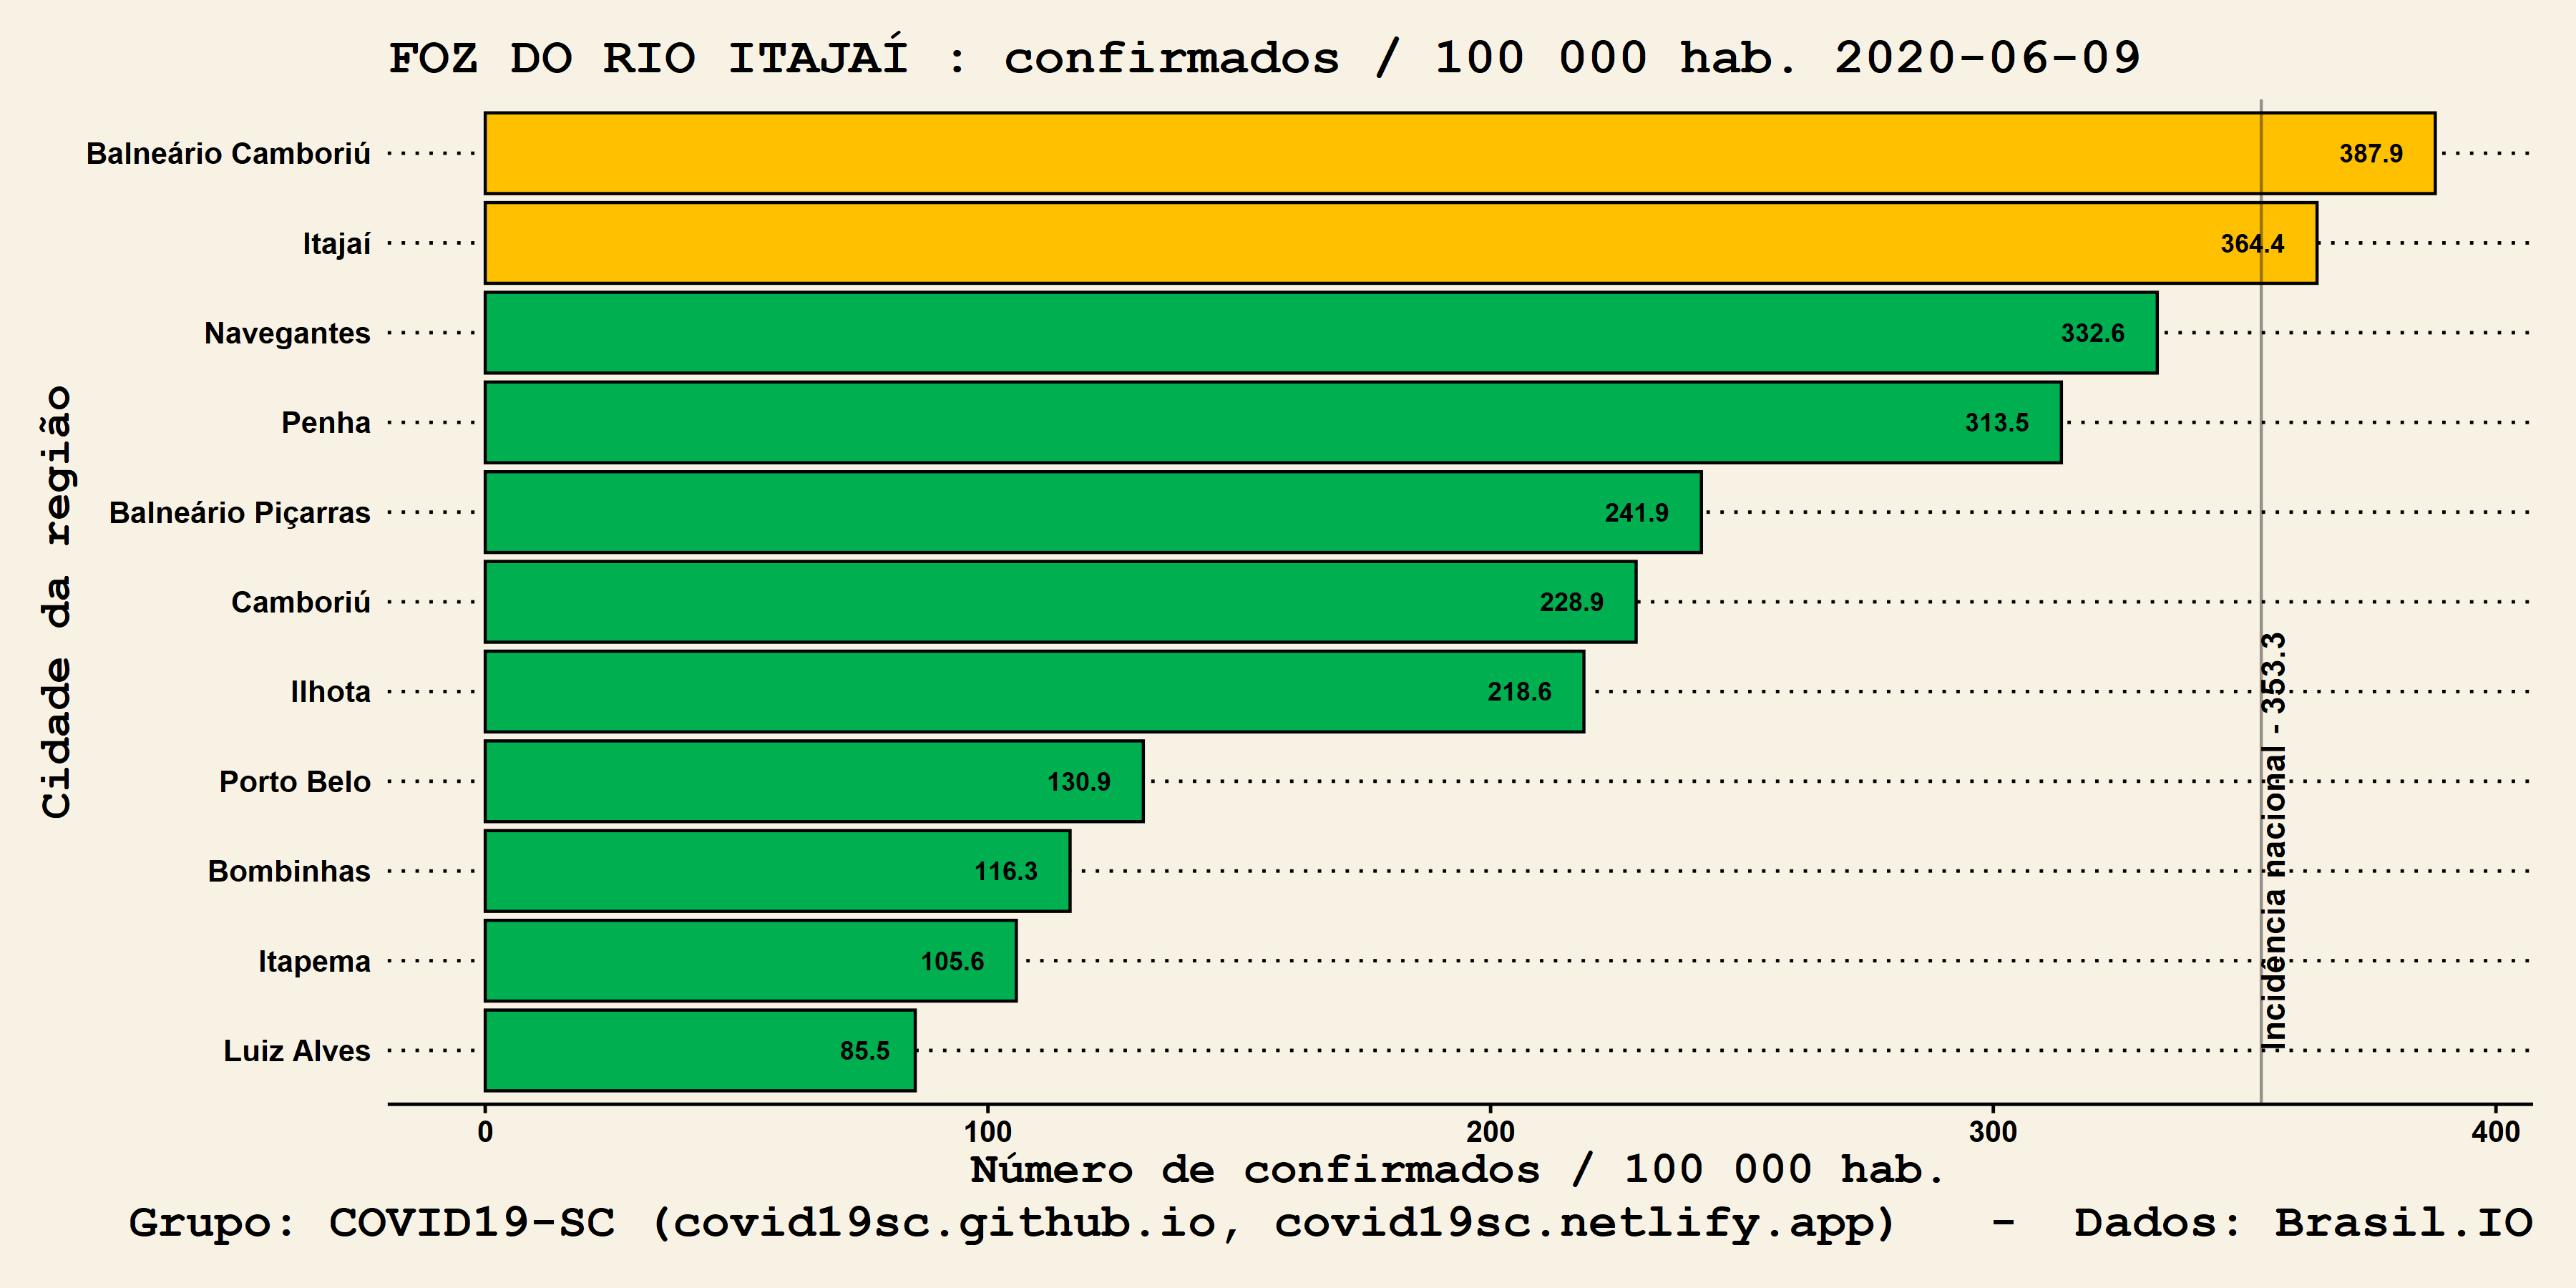 FOZ DO RIO ITAJAÍ : confirmados / 100 000 hab. 2020-06-09
Cidade da região
Balneário Camboriú 387.9
Itajaí 364.4
Navegantes 332.6
Penha 313.5
Balneário Piçarras 241.9
Camboriú 228.9
Ilhota 218.6
Porto Belo 130.9
Bombinhas 116.3
Itapema 105.6
Luiz Alves 85.5
Incidência nacional - 353.3
0 100 200 300 400
Número de confirmados / 100 000 hab.
Grupo: COVID19-SC (covid19sc.github.io, covid19sc.netlify.app) - Dados: Brasil.IO